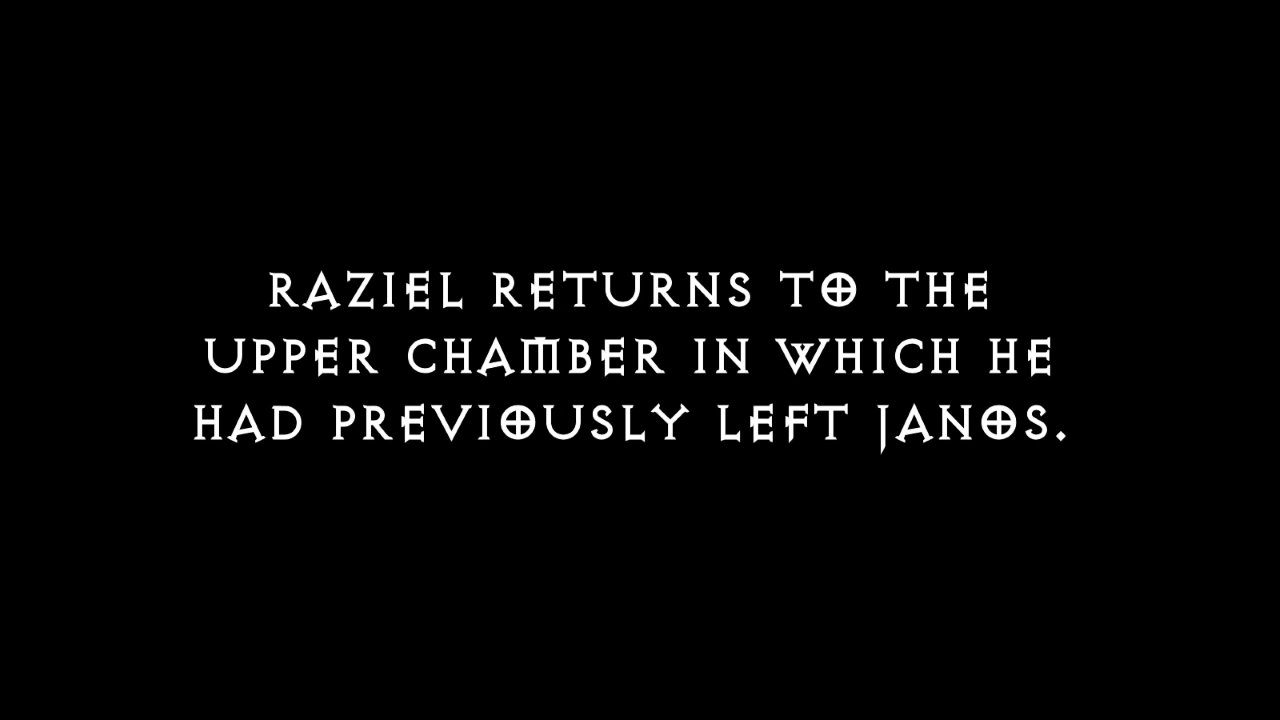 RAZIEL RETURNS TO THE
UPPER CHAMBER IN WHICH HE
HAD PREVIOUSLY LEFT JANOS.